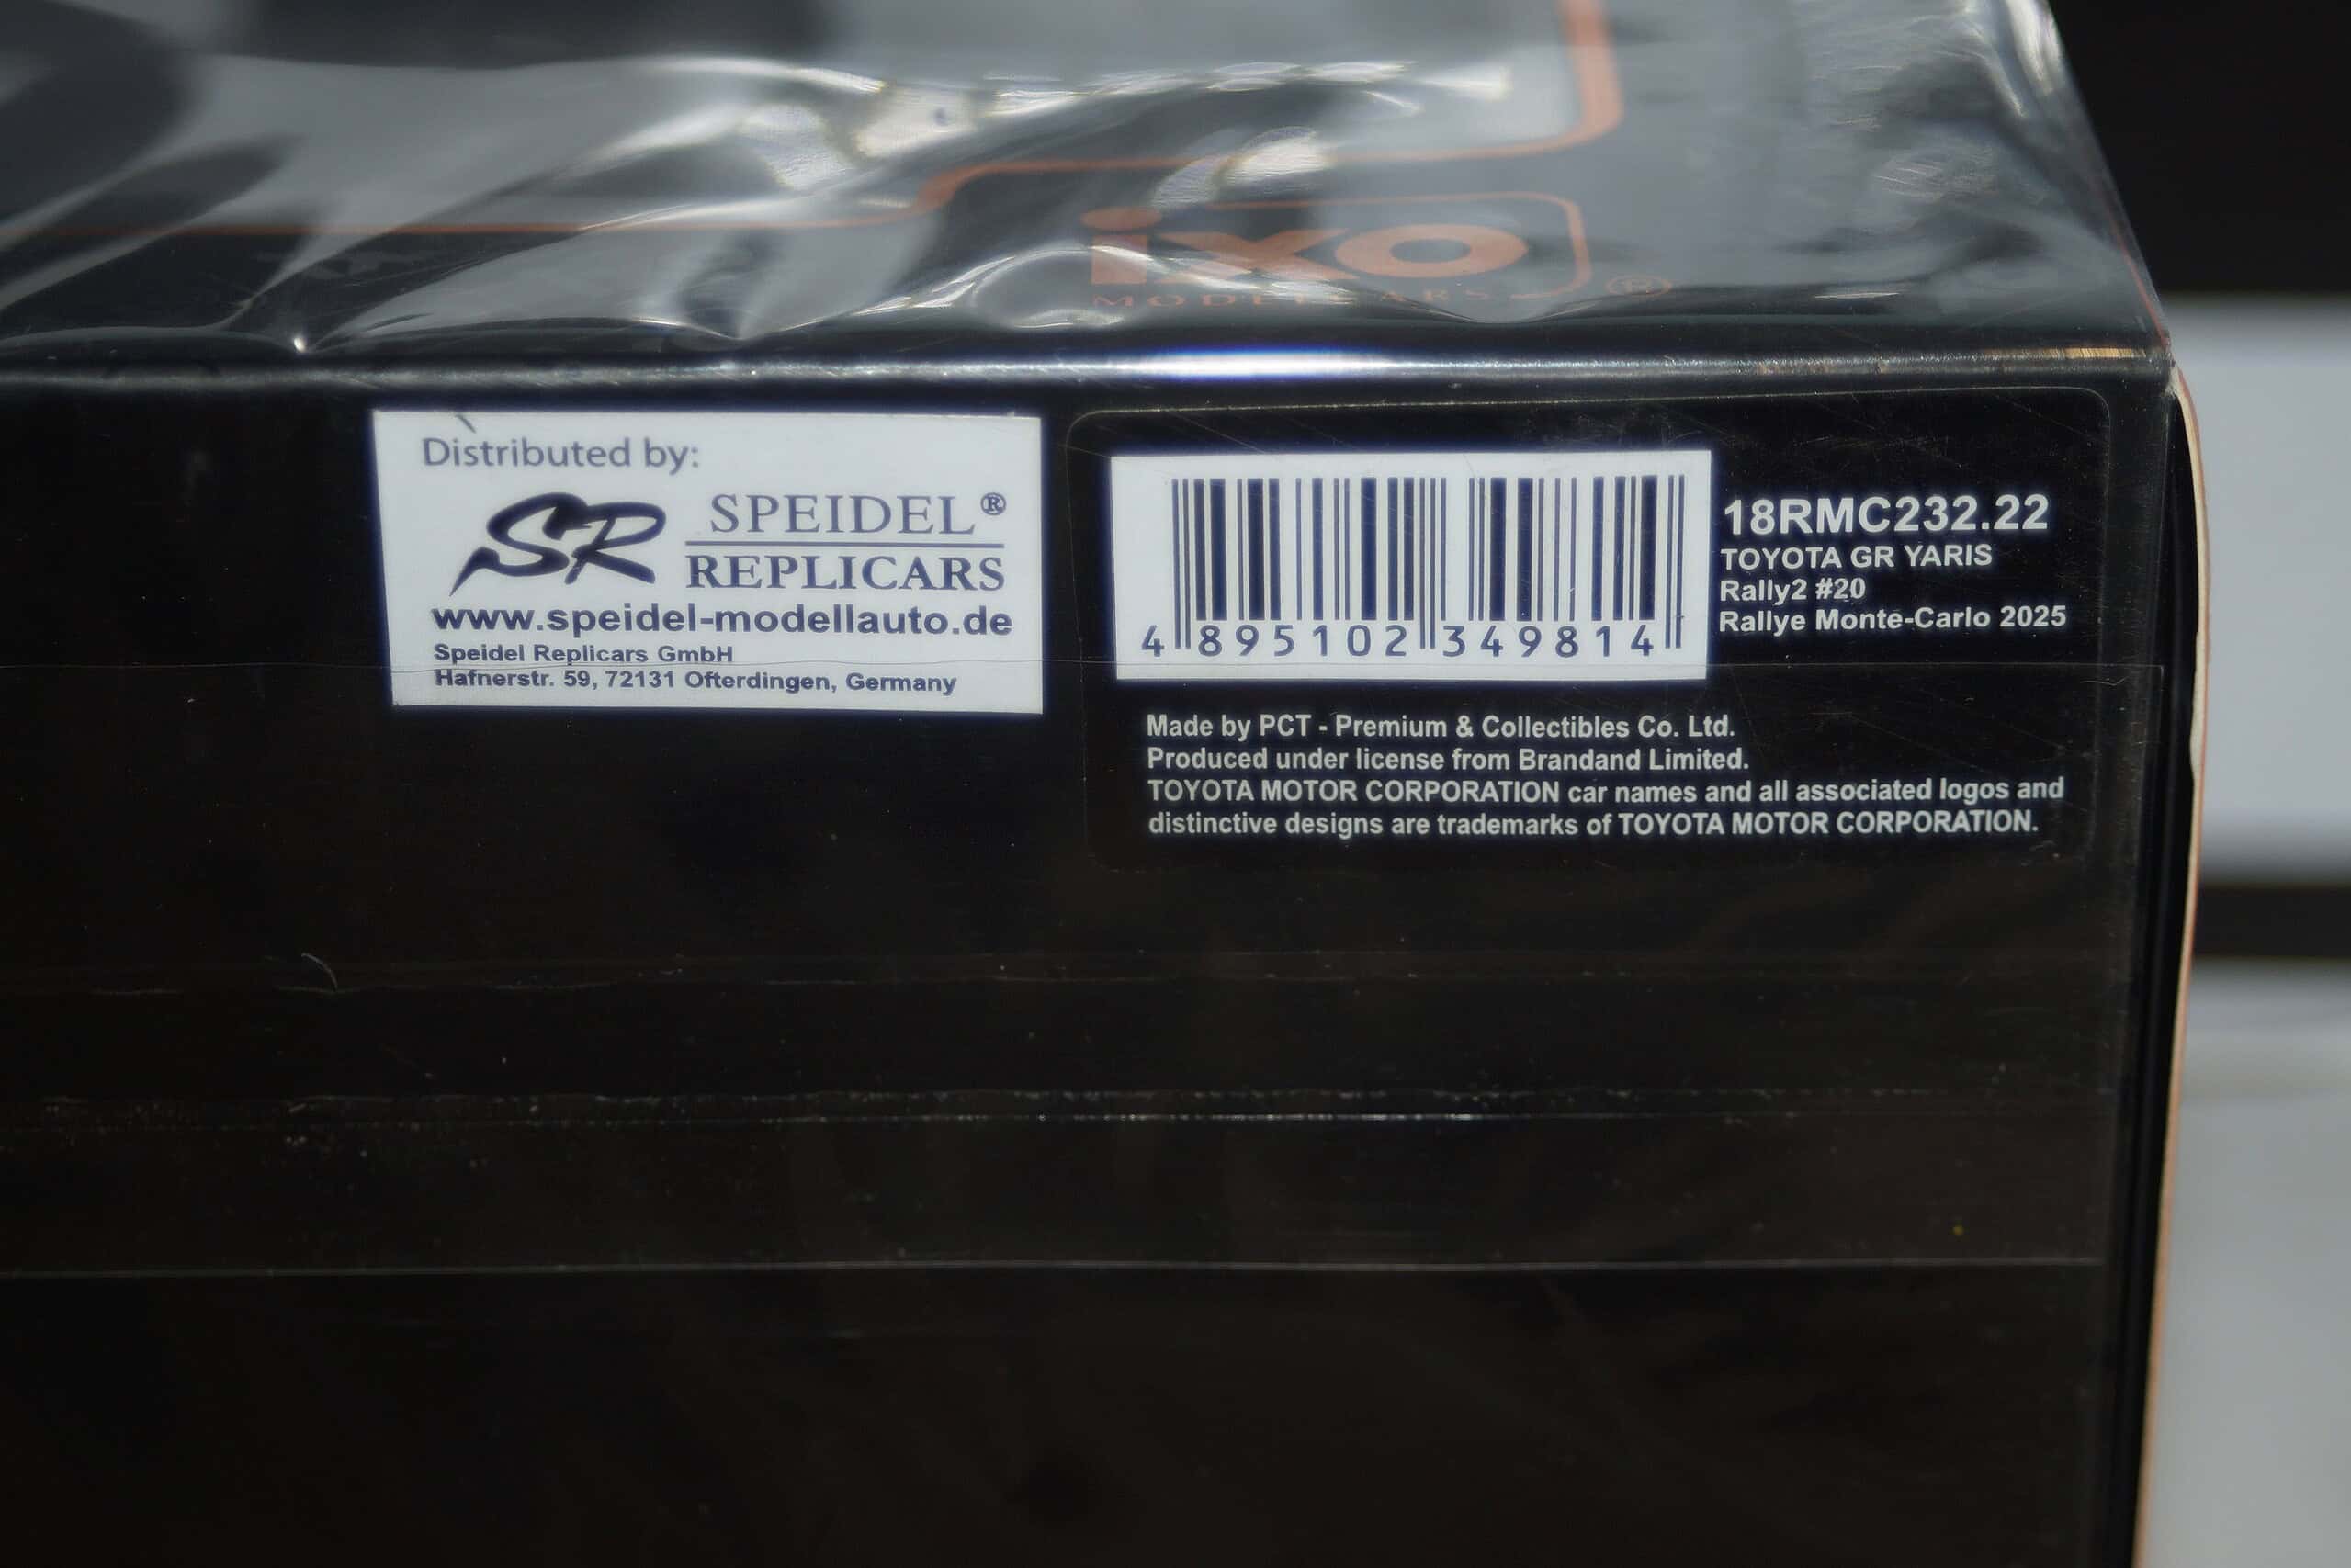 ixo
MODELCARS
®
Distributed by:
SR SPEIDEL®
REPLICARS
www.speidel-modellauto.de
Speidel Replicars GmbH
Hafnerstr. 59, 72131 Ofterdingen, Germany
4 895102 349814
18RMC232.22
TOYOTA GR YARIS
Rally2 #20
Rallye Monte-Carlo 2025
Made by PCT - Premium & Collectibles Co. Ltd.
Produced under license from Brandand Limited.
TOYOTA MOTOR CORPORATION car names and all associated logos and
distinctive designs are trademarks of TOYOTA MOTOR CORPORATION.